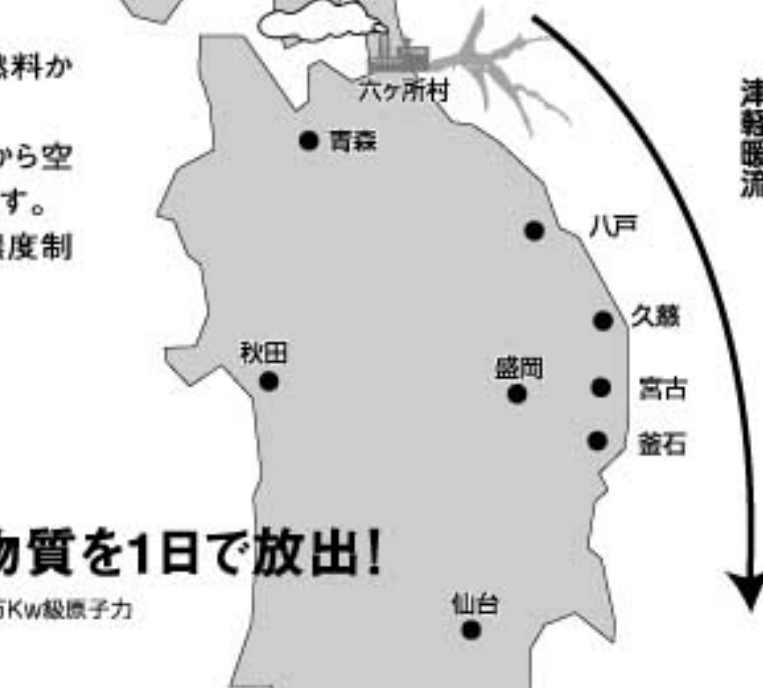 料か
から空
す。
度制
六ヶ所村
青森
八戸
久慈
秋田
盛岡
宮古
釜石
仙台
津軽暖流
物質を1日で放出!
万Kw級原子力